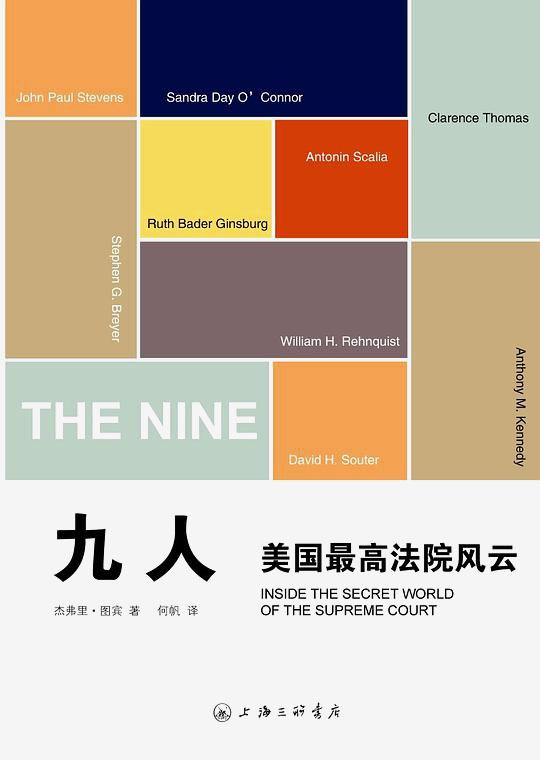 John Paul Stevens
Sandra Day O’Connor
Clarence Thomas
Antonin Scalia
Ruth Bader Ginsburg
Stephen G. Breyer
William H. Rehnquist
Anthony M. Kennedy
THE NINE
David H. Souter
九人
美国最高法院风云
INSIDE THE SECRET WORLD
OF THE SUPREME COURT
杰弗里·图宾 著 何帆 译
上海三联书店